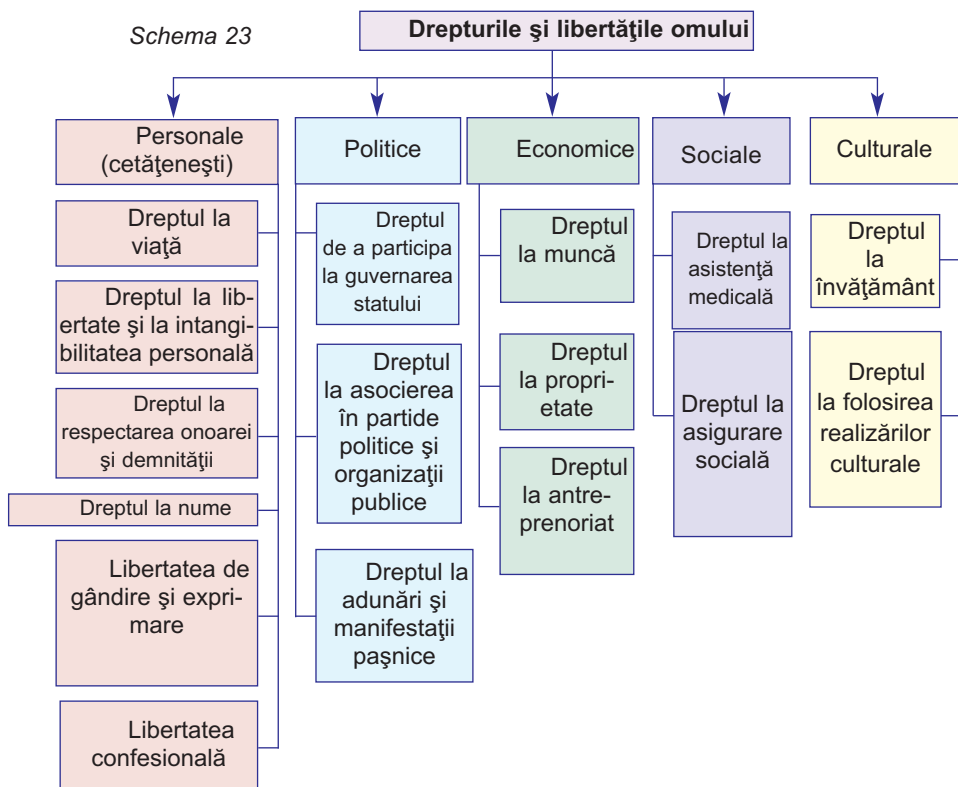 Schema 23
Drepturile şi libertăţile omului
Personale
(cetăţeneşti)
Dreptul la
viaţă
Dreptul la lib-
ertate şi la intangi-
bilitatea personală
Dreptul la
respectarea onoarei
şi demnităţii
Dreptul la nume
Libertatea de
gândire şi expri-
mare
Libertatea
confesională
Politice
Dreptul
de a participa
la guvernarea
statului
Dreptul
la asocierea
în partide
politice şi
organizaţii
publice
Dreptul la
adunări şi
manifestaţii
paşnice
Economice
Dreptul
la muncă
Dreptul
la propri-
etate
Dreptul
la antre-
prenoriat
Sociale
Dreptul la
asistenţă
medicală
Dreptul la
asigurare
socială
Culturale
Dreptul
la
învăţământ
Dreptul
la folosirea
realizărilor
culturale